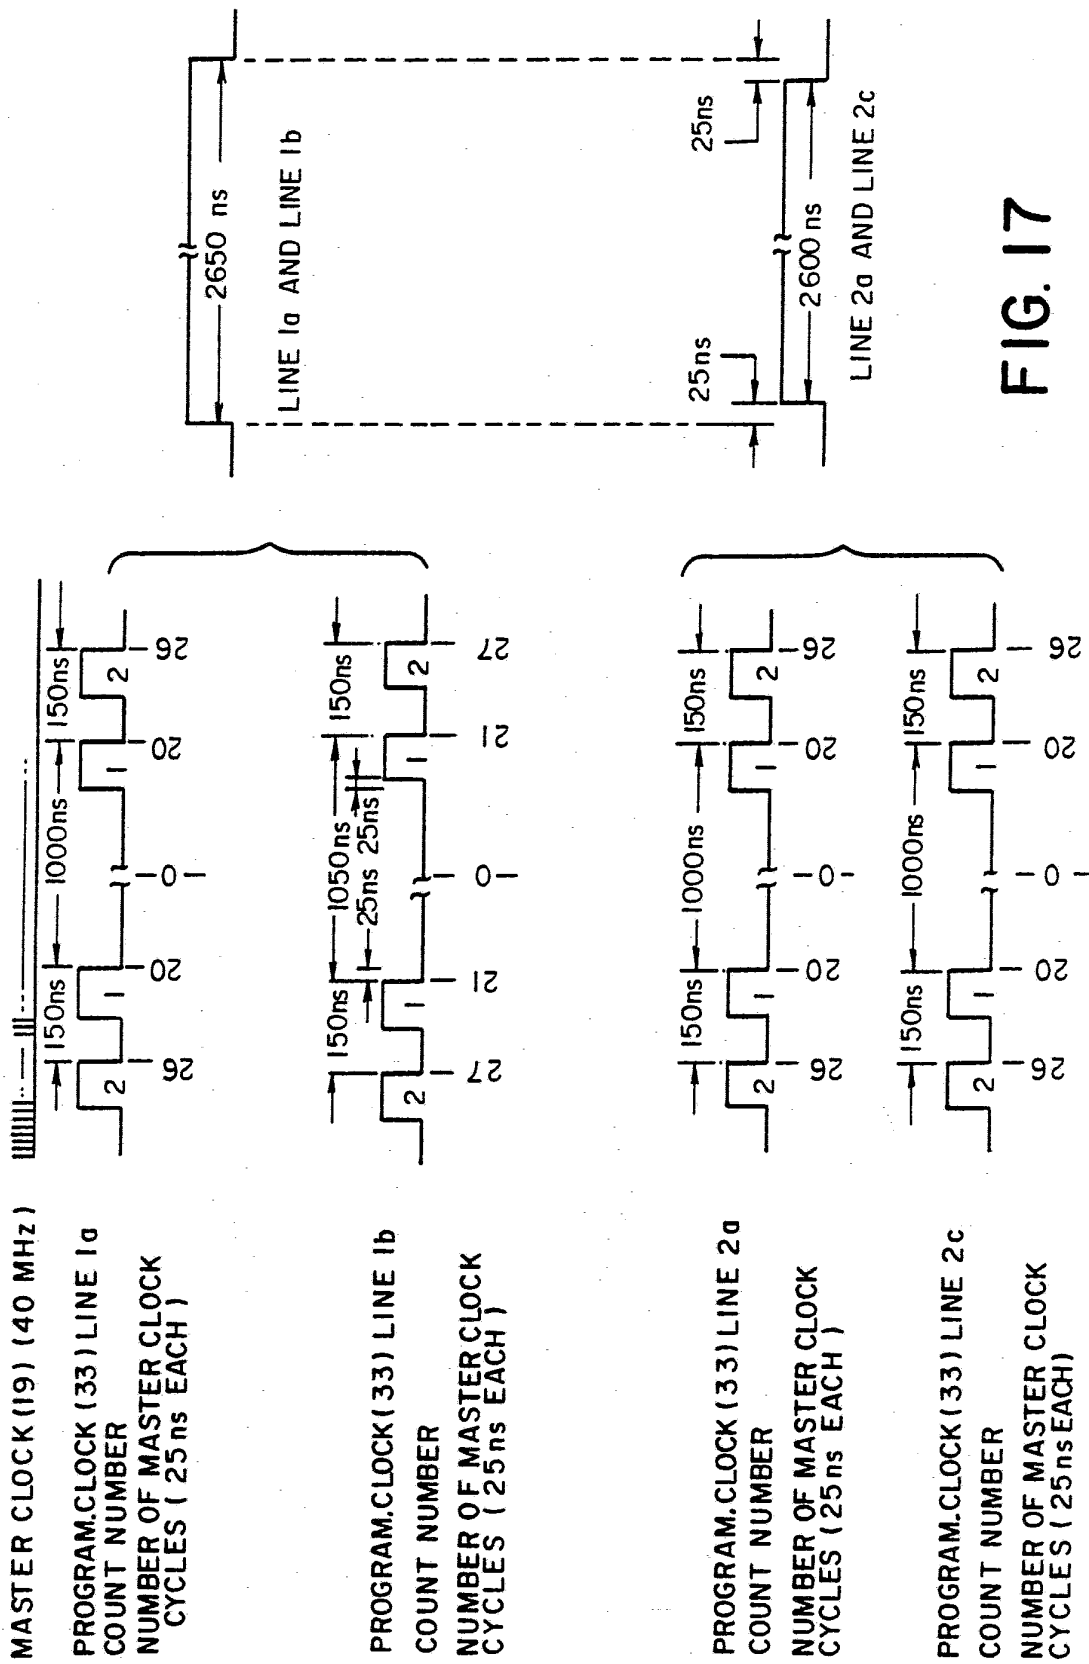 MASTER CLOCK (19) (40 MHz)
PROGRAM.CLOCK (33) LINE 1a
COUNT NUMBER
NUMBER OF MASTER CLOCK
CYCLES (25ns EACH)
150ns
1000ns
150ns
2 1 1 2
26 20 0 20 26
PROGRAM.CLOCK (33) LINE 1b
COUNT NUMBER
NUMBER OF MASTER CLOCK
CYCLES (25ns EACH)
150ns
1050ns
150ns
25ns 25ns
2 1 1 2
27 21 0 21 27
PROGRAM.CLOCK (33) LINE 2a
COUNT NUMBER
NUMBER OF MASTER CLOCK
CYCLES (25ns EACH)
150ns
1000ns
150ns
2 1 1 2
26 20 0 20 26
PROGRAM.CLOCK (33) LINE 2c
COUNT NUMBER
NUMBER OF MASTER CLOCK
CYCLES (25ns EACH)
150ns
1000ns
150ns
2 1 1 2
26 20 0 20 26
2650 ns
LINE 1a AND LINE 1b
25ns
25ns
2600 ns
LINE 2a AND LINE 2c
FIG. 17